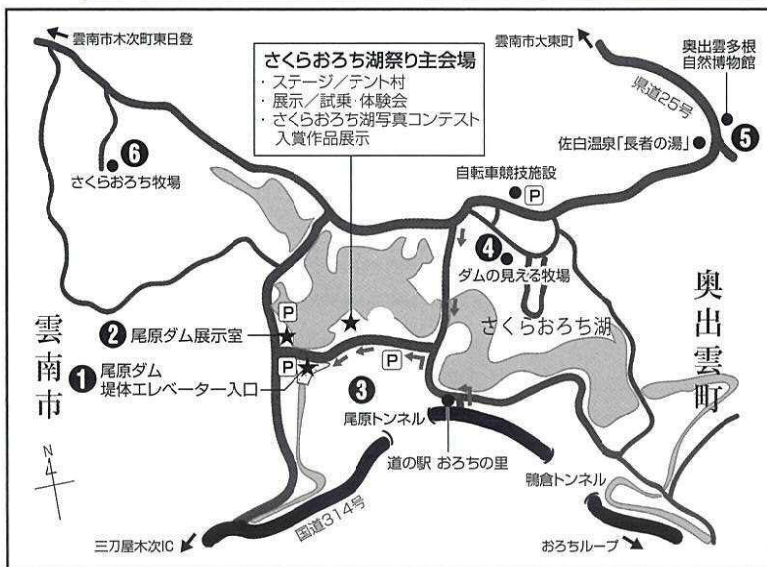 雲南市木次町東日登
さくらおろち湖祭り主会場
・ステージ/テント村
・展示/試乗・体験会
・さくらおろち湖写真コンテスト
入賞作品展示
雲南市大東町
奥出雲多根
自然博物館
県道25号
❺
佐白温泉「長者の湯」
❻
さくらおろち牧場
自転車競技施設
P
❹
ダムの見える牧場
さくらおろち湖
奥出雲町
雲南市
P
❷尾原ダム展示室
❶尾原ダム
堤体エレベーター入口
P
P
❸
尾原トンネル
道の駅 おろちの里
鴨倉トンネル
N
国道314号
三刀屋木次IC
おろちループ